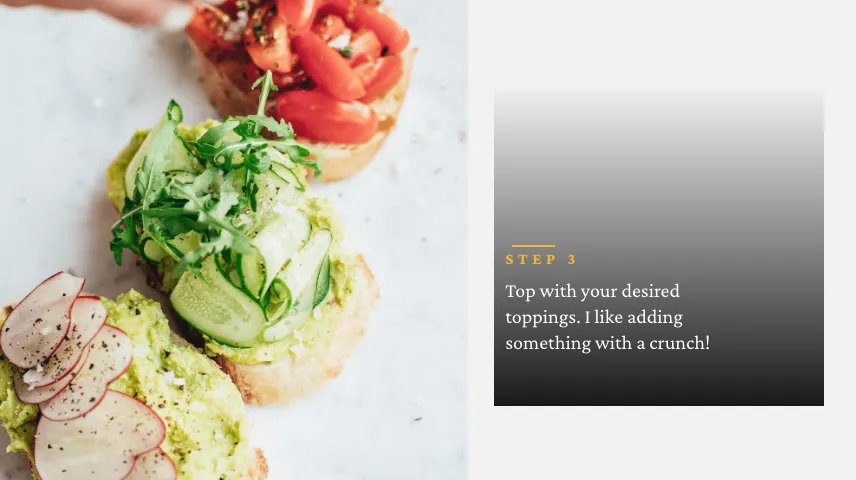 STEP 3
Top with your desired
toppings. I like adding
something with a crunch!